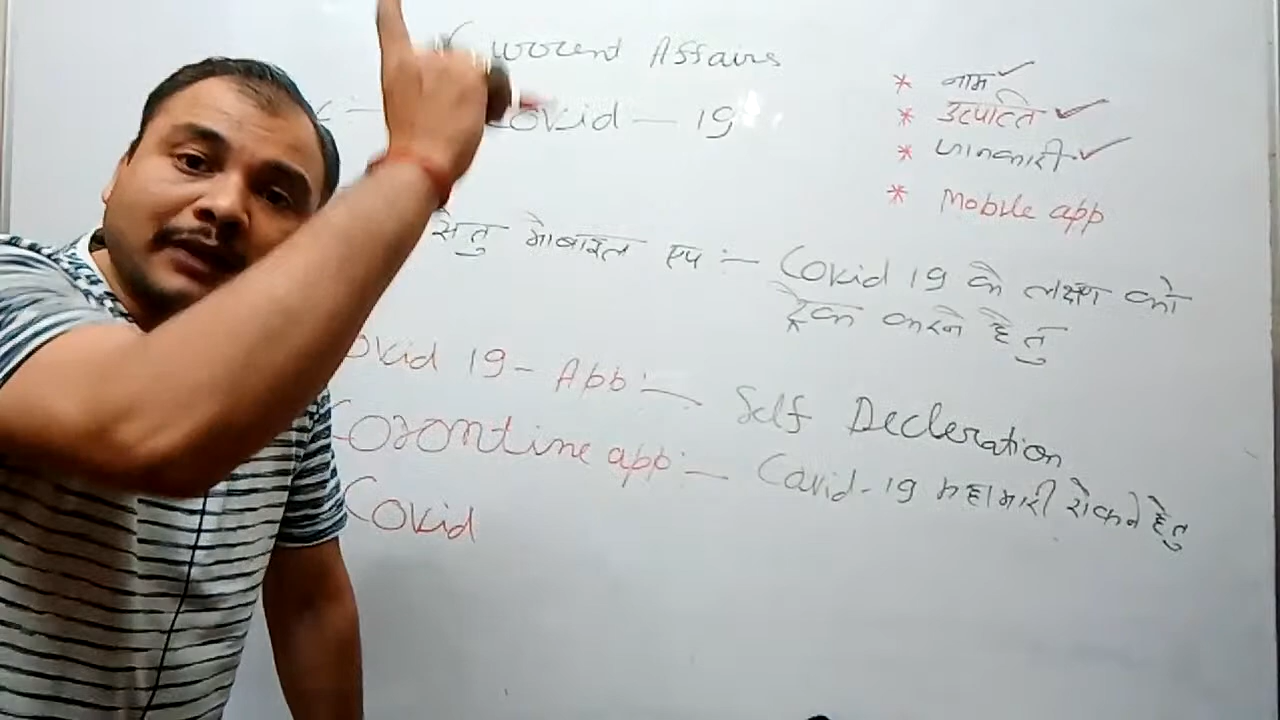 Current Affairs
Covid - 19
* नाम ✓
* उत्पत्ति ✓
* जानकारी ✓
* Mobile app
सेतु मोबाइल एप :- Covid 19 के लक्षण को
ट्रैक करने हेतु
ovid 19 - App :- Self Decleration
Corontine app :- Covid-19 महामारी रोकने हेतु
Covid